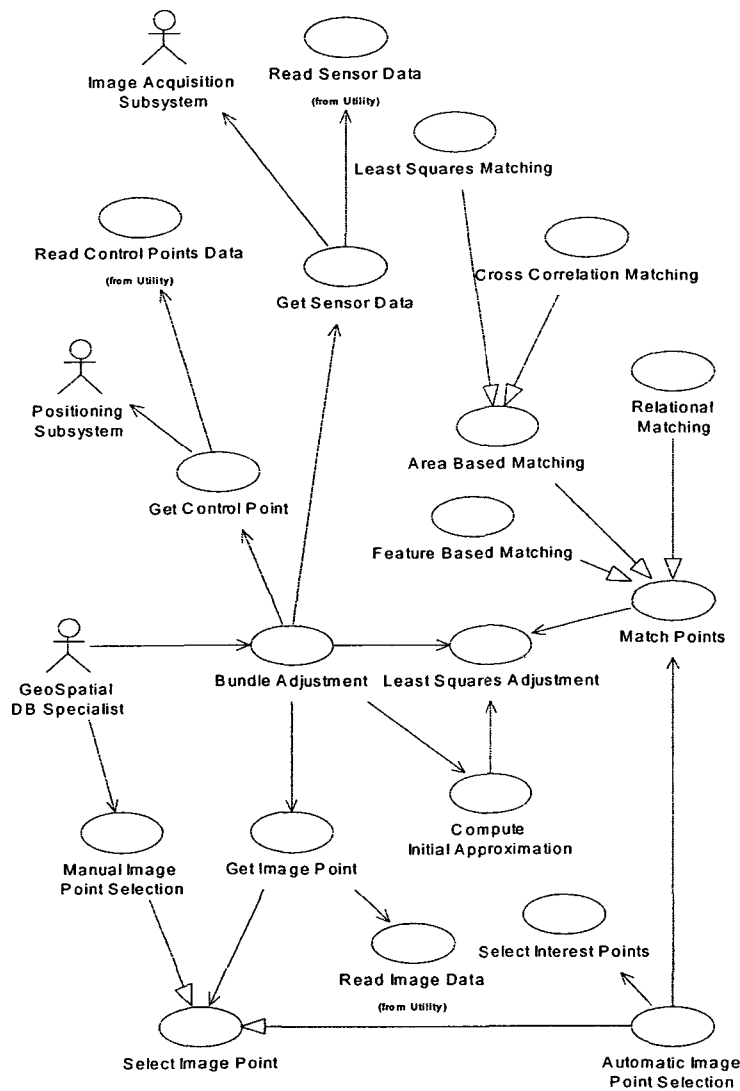 Image Acquisition
Subsystem
Read Sensor Data
(from Utility)
Least Squares Matching
Read Control Points Data
(from Utility)
Cross Correlation Matching
Get Sensor Data
Positioning
Subsystem
Relational
Matching
Area Based Matching
Get Control Point
Feature Based Matching
Match Points
GeoSpatial
DB Specialist
Bundle Adjustment
Least Squares Adjustment
Compute
Initial Approximation
Manual Image
Point Selection
Get Image Point
Select Interest Points
Read Image Data
(from Utility)
Select Image Point
Automatic Image
Point Selection